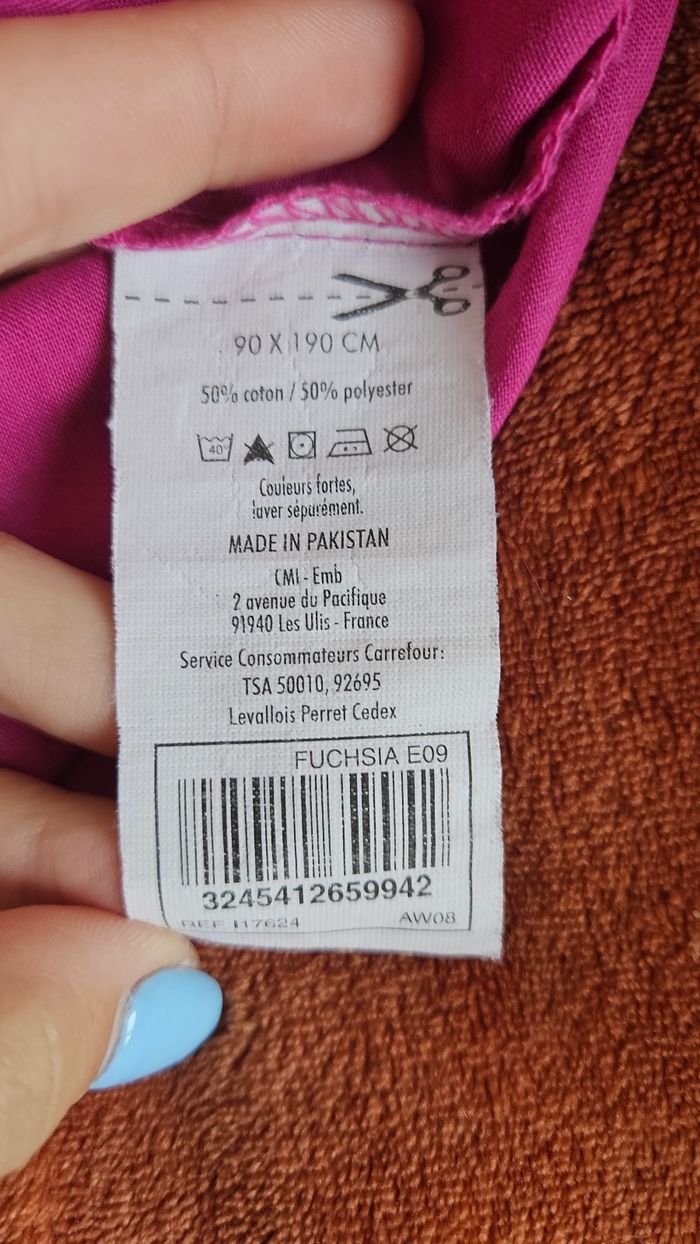 90 X 190 CM
50% coton / 50% polyester
40°
Couleurs fortes,
laver séparément.
MADE IN PAKISTAN
CMI - Emb
2 avenue du Pacifique
91940 Les Ulis - France
Service Consommateurs Carrefour:
TSA 50010, 92695
Levallois Perret Cedex
FUCHSIA E09
3245412659942
REF 117624 AW08